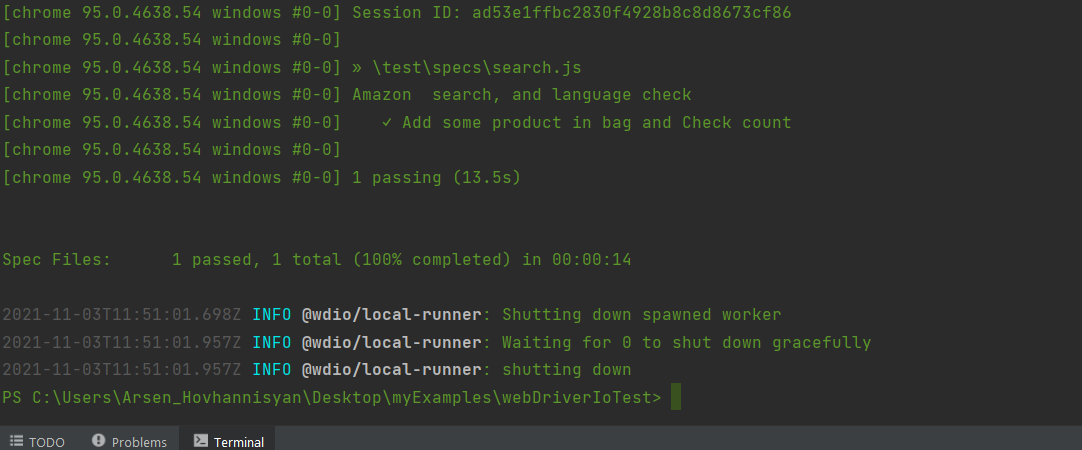 [chrome 95.0.4638.54 windows #0-0] Session ID: ad53e1ffbc2830f4928b8c8d8673cf86
[chrome 95.0.4638.54 windows #0-0]
[chrome 95.0.4638.54 windows #0-0] » \test\specs\search.js
[chrome 95.0.4638.54 windows #0-0] Amazon  search, and language check
[chrome 95.0.4638.54 windows #0-0]    ✓ Add some product in bag and Check count
[chrome 95.0.4638.54 windows #0-0]
[chrome 95.0.4638.54 windows #0-0] 1 passing (13.5s)
Spec Files:      1 passed, 1 total (100% completed) in 00:00:14
2021-11-03T11:51:01.698Z INFO @wdio/local-runner: Shutting down spawned worker
2021-11-03T11:51:01.957Z INFO @wdio/local-runner: Waiting for 0 to shut down gracefully
2021-11-03T11:51:01.957Z INFO @wdio/local-runner: shutting down
PS C:\Users\Arsen_Hovhannisyan\Desktop\myExamples\webDriverIoTest>
TODO Problems Terminal